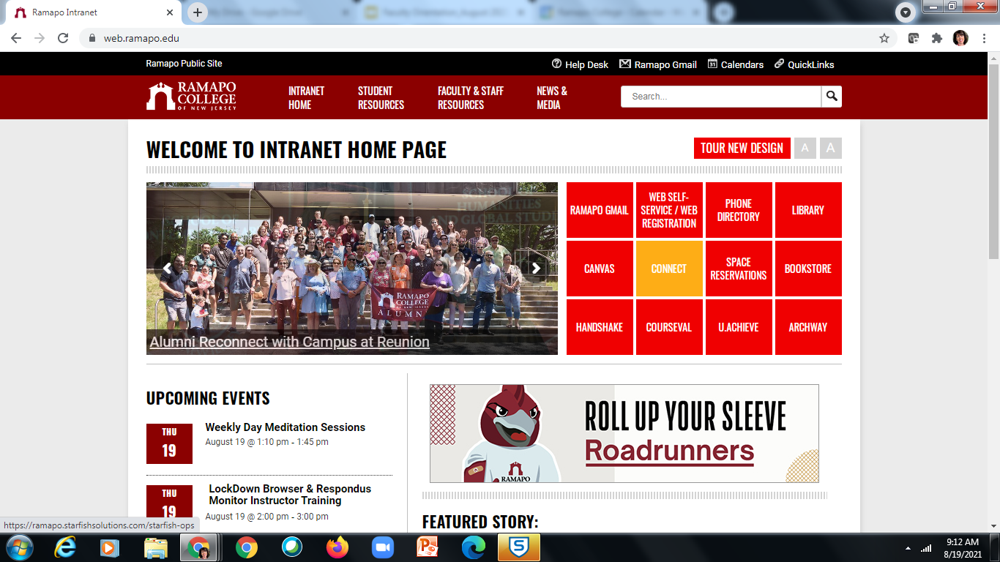 Ramapo Intranet
web.ramapo.edu
Ramapo Public Site
Help Desk
Ramapo Gmail
31
Calendars
QuickLinks
RAMAPO
COLLEGE
OF NEW JERSEY
INTRANET
HOME
STUDENT
RESOURCES
FACULTY & STAFF
RESOURCES
NEWS &
MEDIA
Search...
WELCOME TO INTRANET HOME PAGE
TOUR NEW DESIGN
A
A
RAMAPO
COLLEGE
OF NEW JERSEY
ALUMNI
Alumni Reconnect with Campus at Reunion
RAMAPO GMAIL
WEB SELF-
SERVICE / WEB
REGISTRATION
PHONE
DIRECTORY
LIBRARY
CANVAS
CONNECT
SPACE
RESERVATIONS
BOOKSTORE
HANDSHAKE
COURSEVAL
U.ACHIEVE
ARCHWAY
UPCOMING EVENTS
THU
19
Weekly Day Meditation Sessions
August 19 @ 1:10 pm - 1:45 pm
THU
19
LockDown Browser & Respondus
Monitor Instructor Training
August 19 @ 2:00 pm - 3:00 pm
RAMAPO
ROLL UP YOUR SLEEVE
Roadrunners
FEATURED STORY:
https://ramapo.starfishsolutions.com/starfish-ops
9:12 AM
8/19/2021